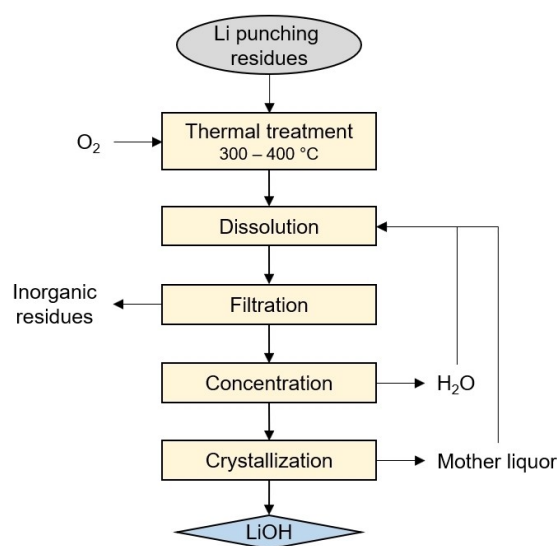 Li punching
residues
Thermal treatment
300 – 400 °C
O₂
Dissolution
Inorganic
residues
Filtration
Concentration
H₂O
Crystallization
Mother liquor
LiOH